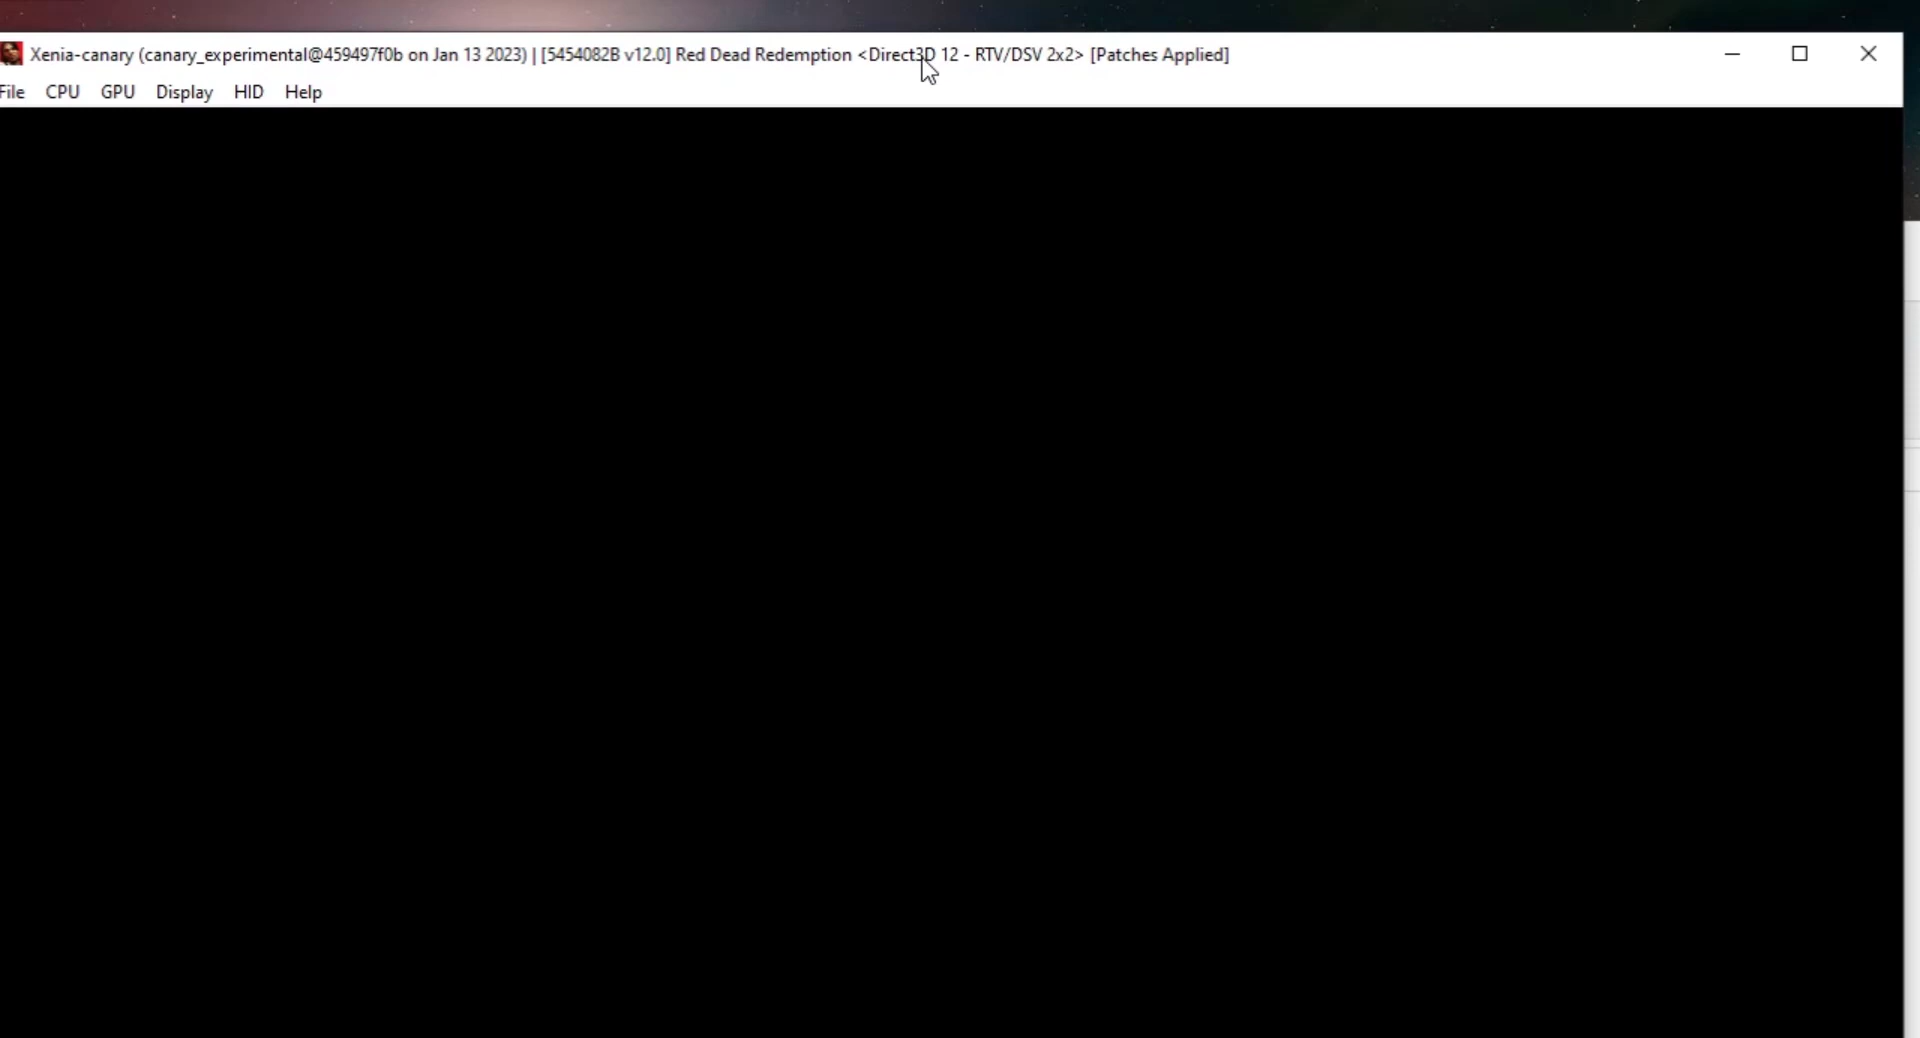 Xenia-canary (canary_experimental@459497f0b on Jan 13 2023) | [5454082B v12.0] Red Dead Redemption <Direct3D 12 - RTV/DSV 2x2> [Patches Applied]
File CPU GPU Display HID Help